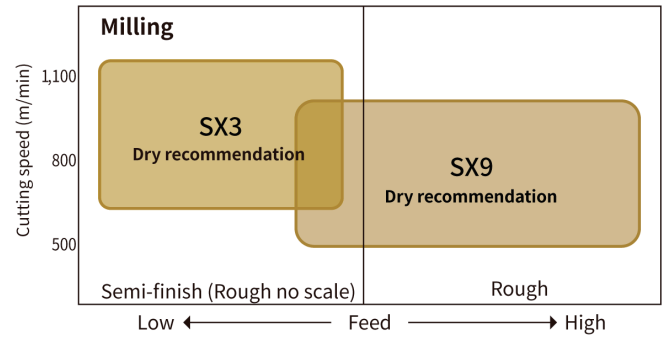 Milling
Cutting speed (m/min)
1,100
800
500
SX3
Dry recommendation
SX9
Dry recommendation
Semi-finish (Rough no scale)
Rough
Low
Feed
High